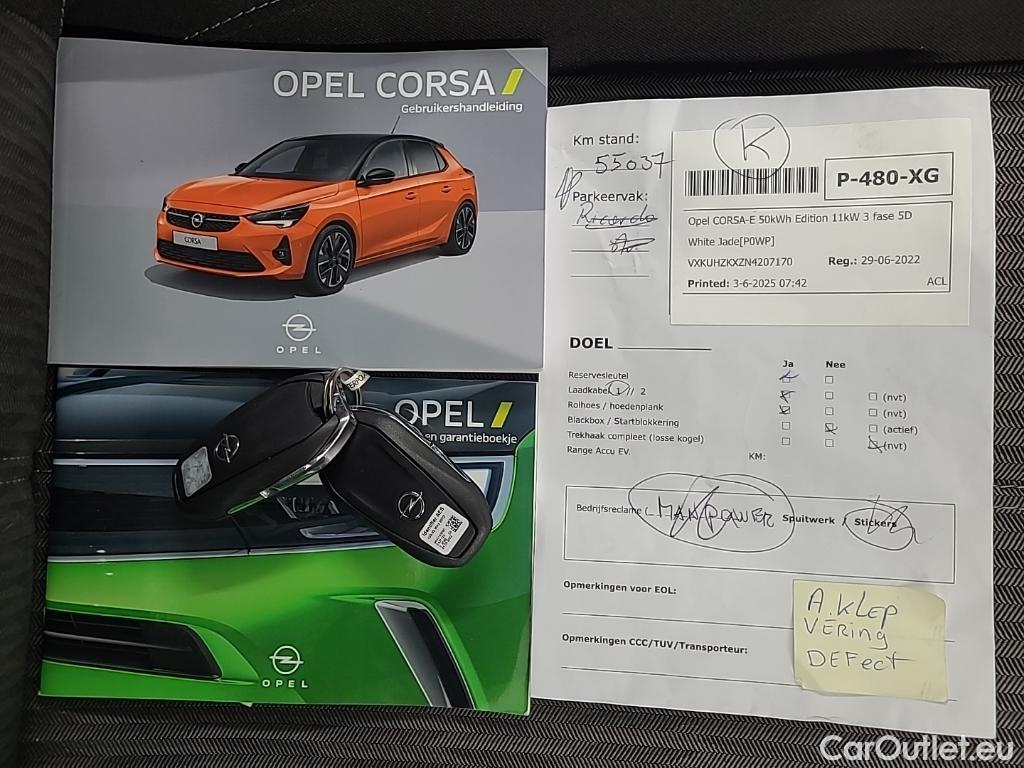 OPEL CORSA
Gebruikershandleiding
CORSA
OPEL
OPEL
en garantieboekje
OPEL
Km stand:
55037
Parkeervak:
Ricardo
K
P-480-XG
Opel CORSA-E 50kWh Edition 11kW 3 fase 5D
White Jade[P0WP]
VXKUHZKXZN4207170 Reg.: 29-06-2022
Printed: 3-6-2025 07:42 ACL
DOEL
Ja Nee
Reservesleutel
Laadkabel 1 // 2 (nvt)
Rolhoes / hoedenplank (nvt)
Blackbox / Startblokkering (actief)
Trekhaak compleet (losse kogel) (nvt)
Range Accu EV. KM:
Bedrijfsreclame (_ MANPOWER Spuitwerk / Stickers
Opmerkingen voor EOL:
Opmerkingen CCC/TUV/Transporteur:
A.KLEP
VERING
DEFect
CarOutlet.eu